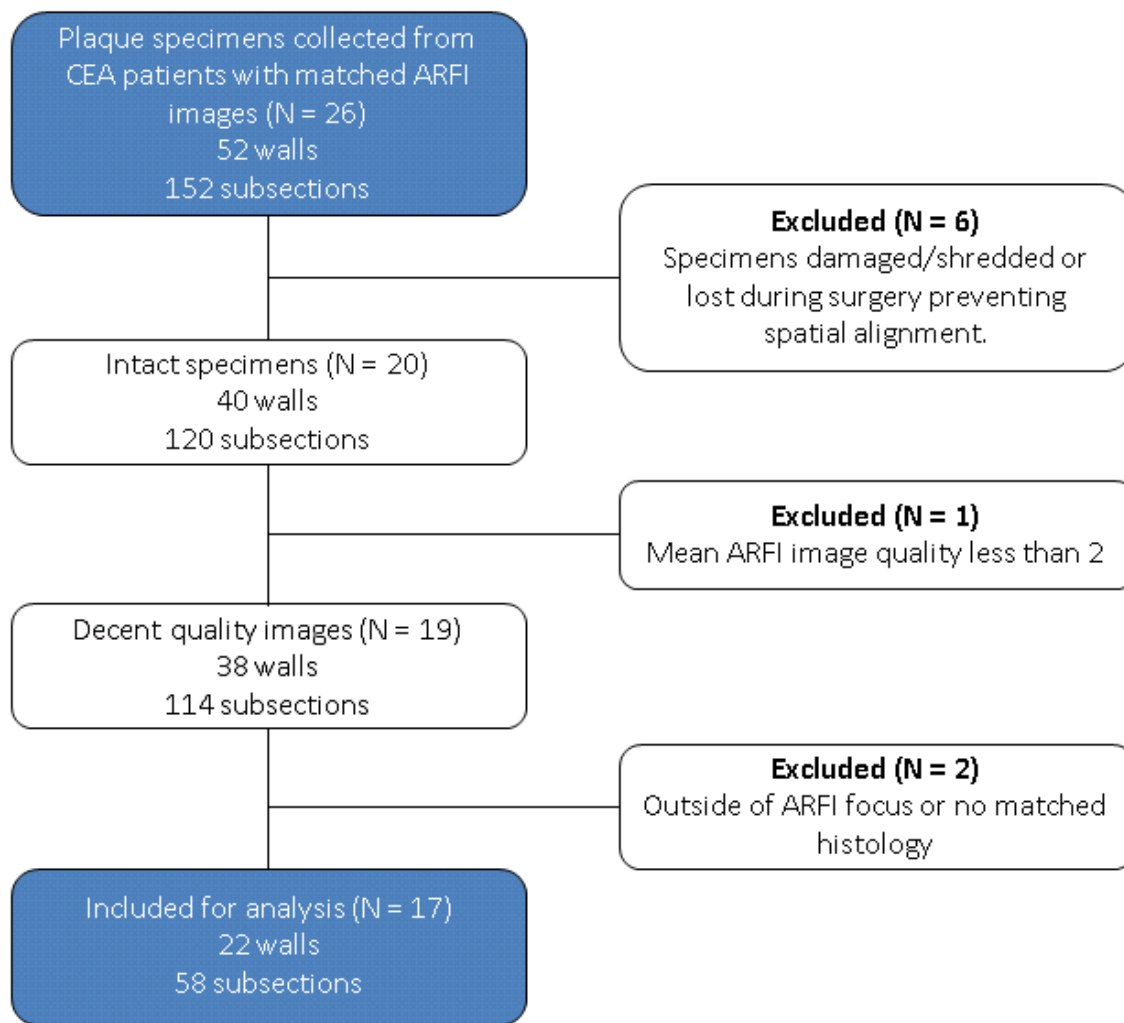 Plaque specimens collected from
CEA patients with matched ARFI
images (N = 26)
52 walls
152 subsections
Excluded (N = 6)
Specimens damaged/shredded or
lost during surgery preventing
spatial alignment.
Intact specimens (N = 20)
40 walls
120 subsections
Excluded (N = 1)
Mean ARFI image quality less than 2
Decent quality images (N = 19)
38 walls
114 subsections
Excluded (N = 2)
Outside of ARFI focus or no matched
histology
Included for analysis (N = 17)
22 walls
58 subsections